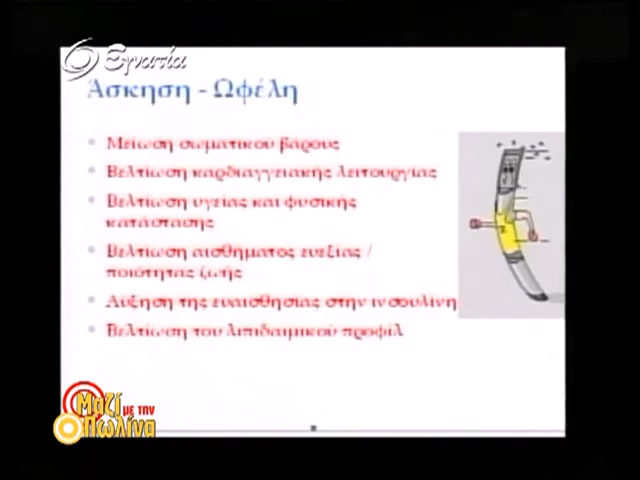 Εγνατία
Άσκηση - Ωφέλη
Μείωση σωματικού βάρους
Βελτίωση καρδιαγγειακής λειτουργίας
Βελτίωση υγείας και φυσικής
κατάστασης
Βελτίωση αισθήματος ευεξίας /
ποιότητας ζωής
Αύξηση της ευαισθησίας στην ινσουλίνη
Βελτίωση του λιπιδαιμικού προφίλ
Μαζί
με την
Πωλίνα